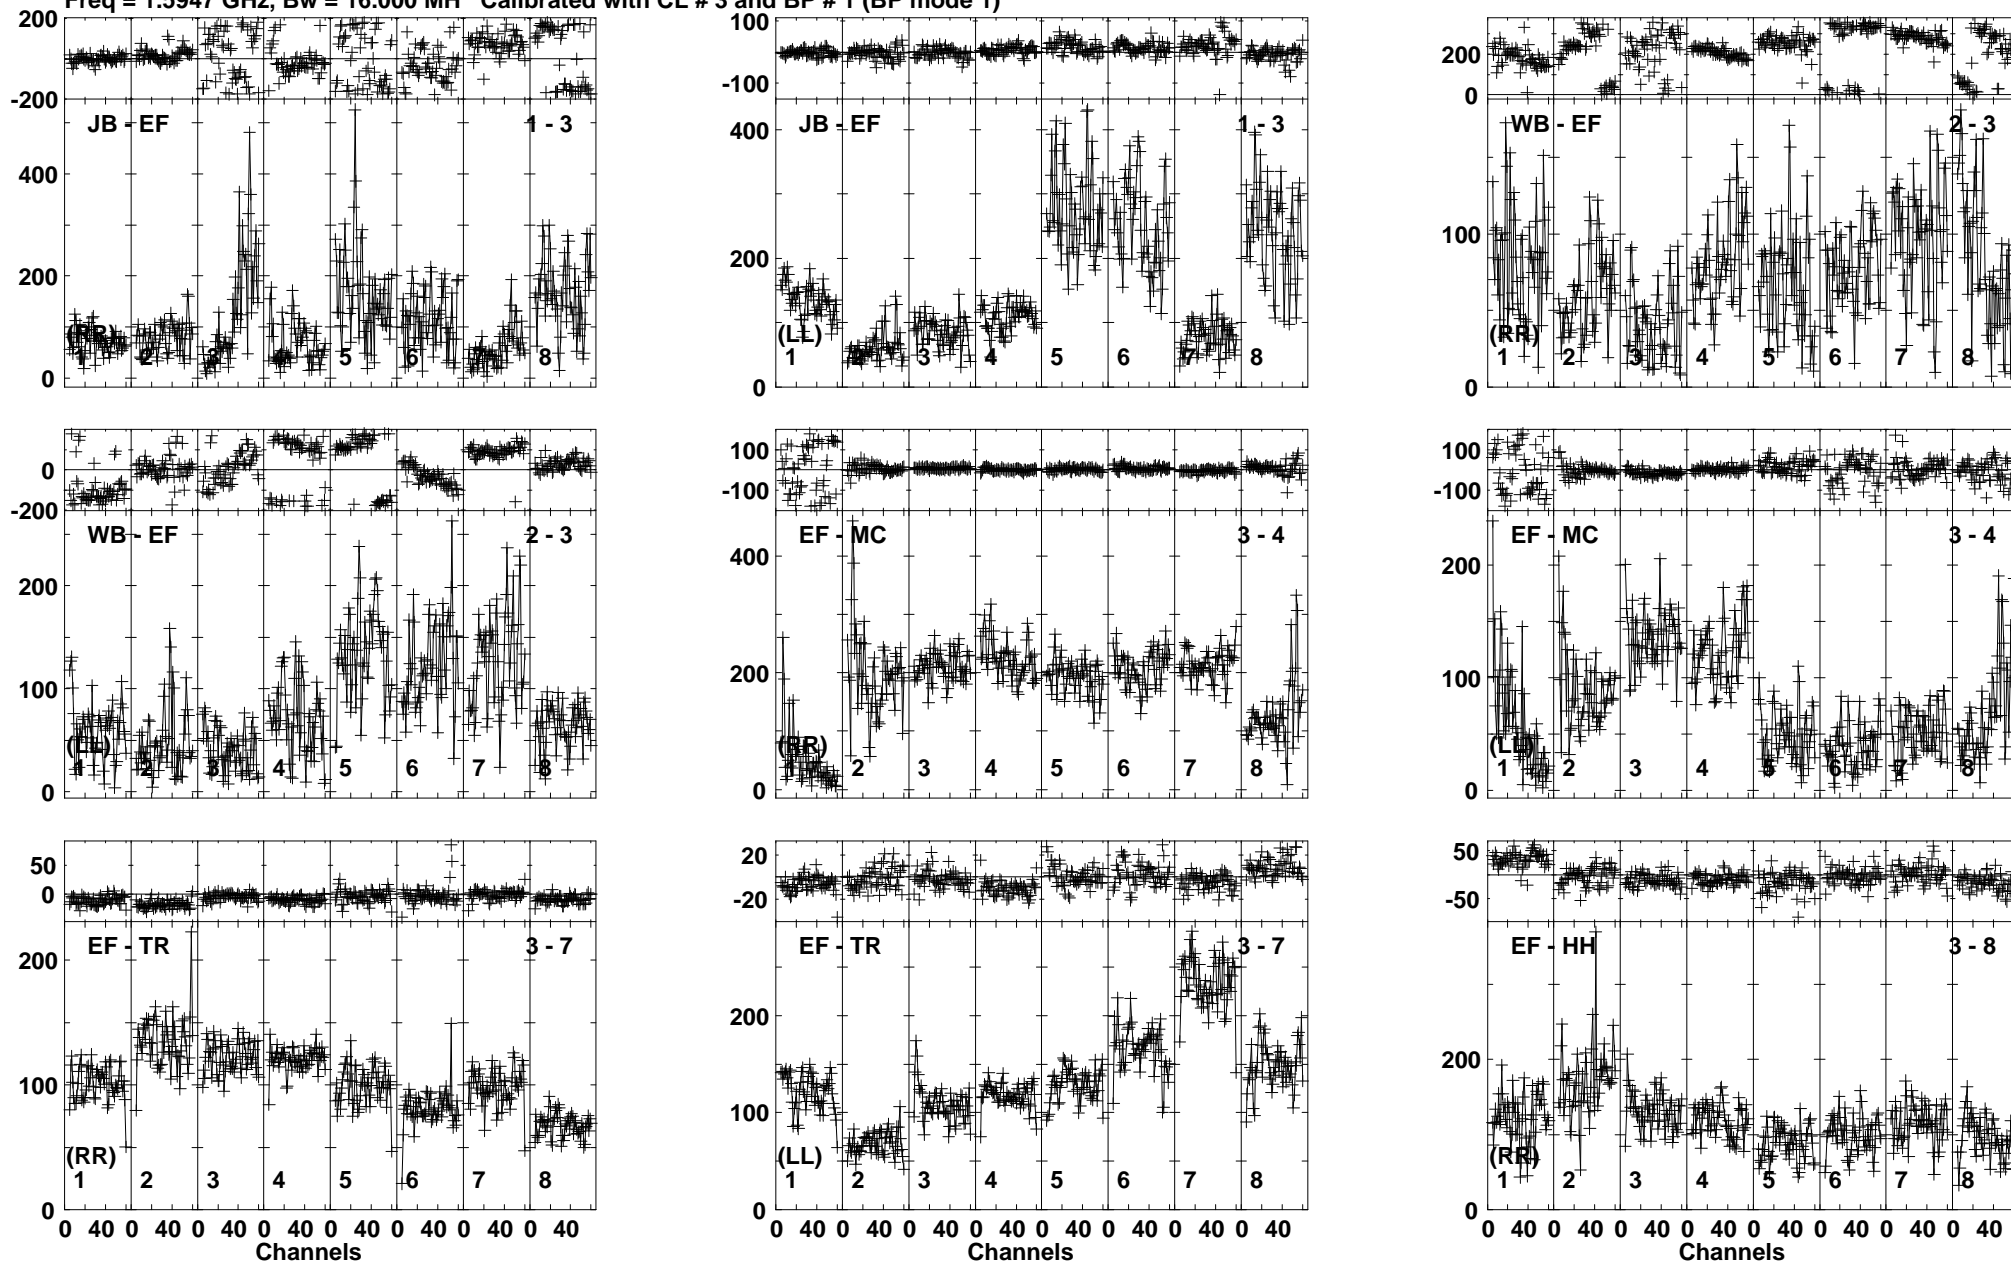 Freq = 1.5947 GHz, Bw = 16.000 MH Calibrated with CL # 3 and BP # 1 (BP mode 1)
200
-200
JB - EF 1 - 3
400
200
(RR)
0
1 2 3 4 5 6 7 8
100
-100
JB - EF 1 - 3
400
200
(LL)
0
1 2 3 4 5 6 7 8
200
0
WB - EF 2 - 3
100
(RR)
0
1 2 3 4 5 6 7 8
0
-200
WB - EF 2 - 3
200
100
(LL)
0
1 2 3 4 5 6 7 8
100
-100
EF - MC 3 - 4
400
200
(RR)
0
1 2 3 4 5 6 7 8
100
-100
EF - MC 3 - 4
200
100
(LL)
0
1 2 3 4 5 6 7 8
50
0
EF - TR 3 - 7
200
100
(RR)
0
1 2 3 4 5 6 7 8
0 40 0 40 0 40 0 40 0 40 0 40 0 40 0 40
Channels
20
-20
EF - TR 3 - 7
200
100
(LL)
0
1 2 3 4 5 6 7 8
0 40 0 40 0 40 0 40 0 40 0 40 0 40 0 40
Channels
50
-50
EF - HH 3 - 8
200
(RR)
0
1 2 3 4 5 6 7 8
0 40 0 40 0 40 0 40 0 40 0 40 0 40 0 40
Channels